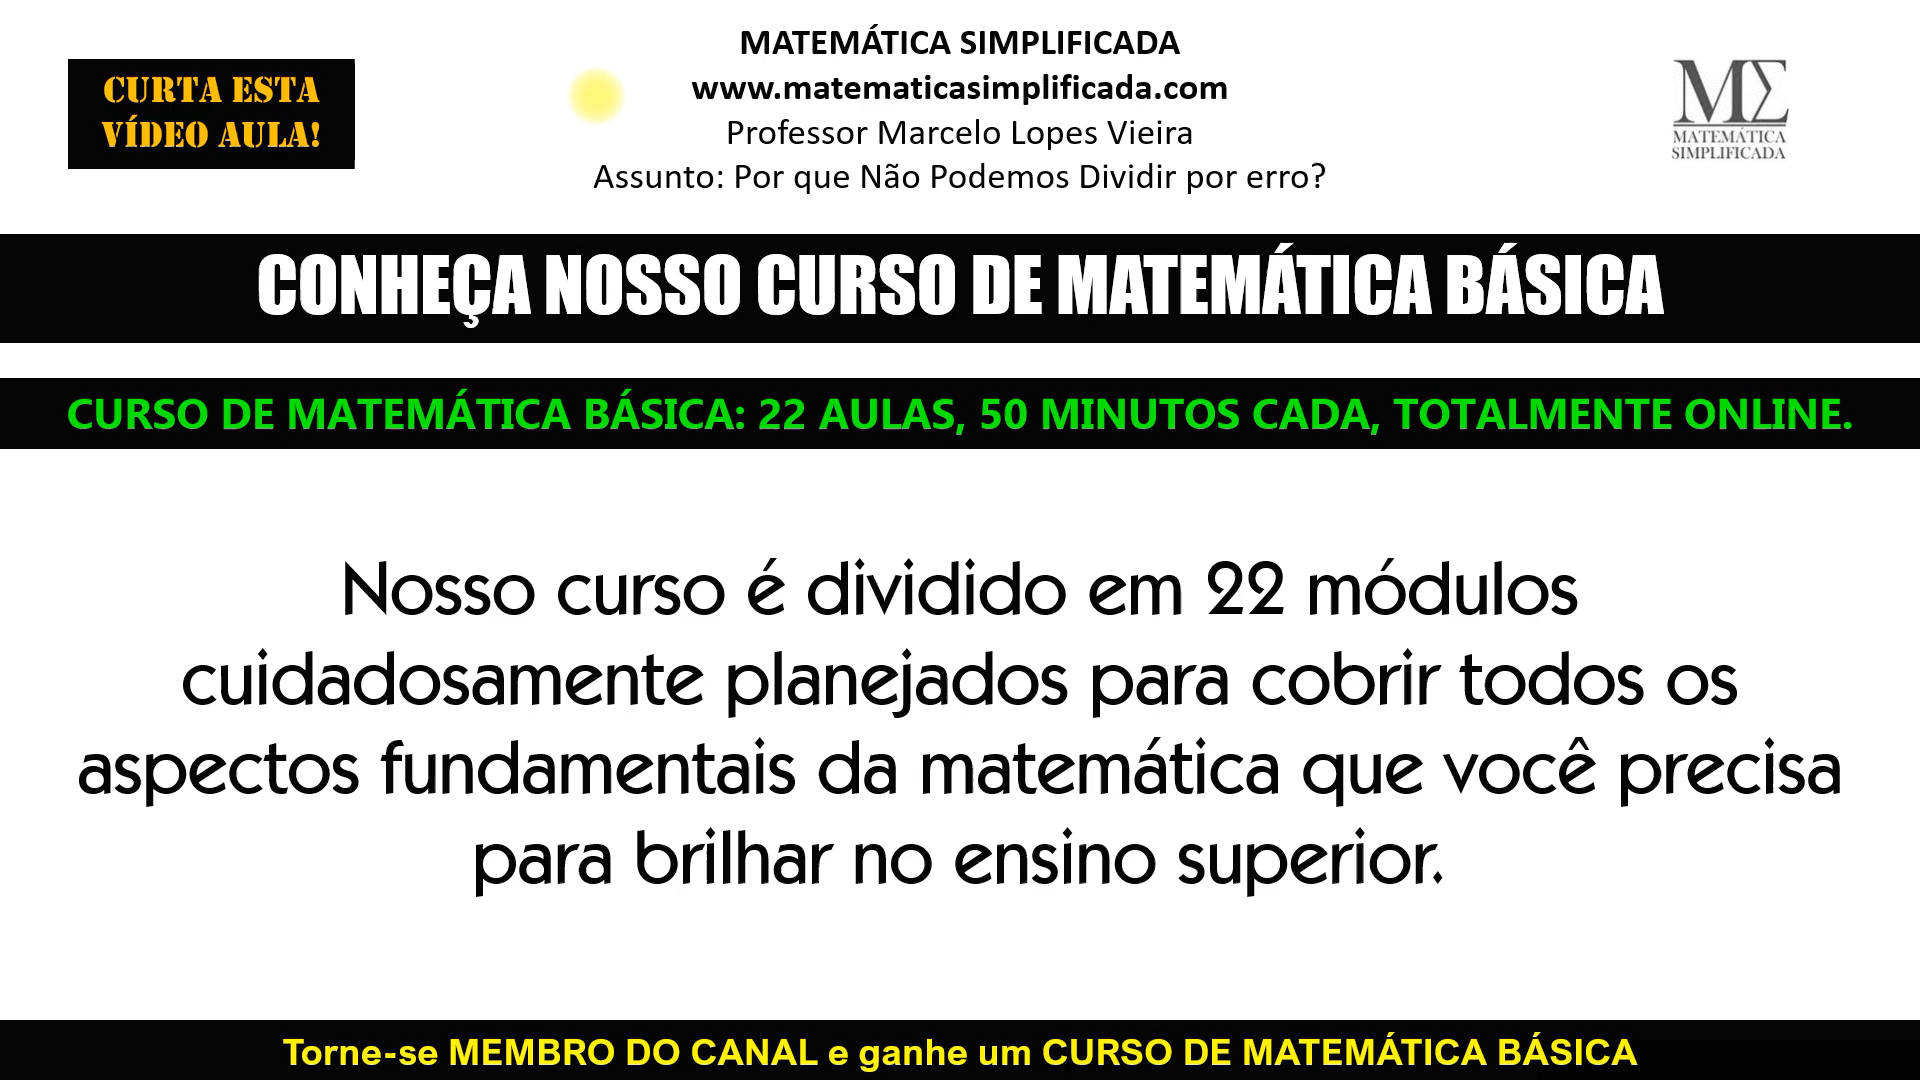 CURTA ESTA
VÍDEO AULA!
MATEMÁTICA SIMPLIFICADA
www.matematicasimplificada.com
Professor Marcelo Lopes Vieira
Assunto: Por que Não Podemos Dividir por erro?
MΣ
MATEMÁTICA
SIMPLIFICADA
CONHEÇA NOSSO CURSO DE MATEMÁTICA BÁSICA
CURSO DE MATEMÁTICA BÁSICA: 22 AULAS, 50 MINUTOS CADA, TOTALMENTE ONLINE.
Nosso curso é dividido em 22 módulos
cuidadosamente planejados para cobrir todos os
aspectos fundamentais da matemática que você precisa
para brilhar no ensino superior.
Torne-se MEMBRO DO CANAL e ganhe um CURSO DE MATEMÁTICA BÁSICA